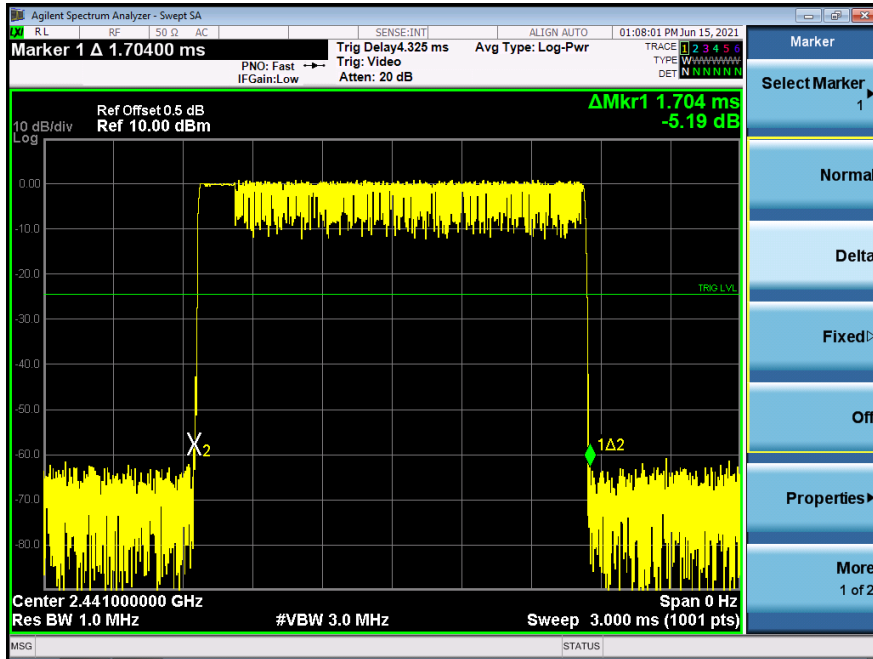 Agilent Spectrum Analyzer - Swept SA
LXI RL RF 50 Ω AC SENSE:INT ALIGN AUTO 01:08:01 PM Jun 15, 2021
Marker 1 Δ 1.70400 ms
PNO: Fast
IFGain:Low
Trig Delay4.325 ms
Trig: Video
Atten: 20 dB
Avg Type: Log-Pwr
TRACE 1 2 3 4 5 6
TYPE WWWWWW
DET N N N N N N
ΔMkr1 1.704 ms
-5.19 dB
Ref Offset 0.5 dB
10 dB/div Ref 10.00 dBm
Log
0.00
-10.0
-20.0
TRIG LVL
-30.0
-40.0
-50.0
-60.0
-70.0
-80.0
2
1Δ2
Center 2.441000000 GHz Span 0 Hz
Res BW 1.0 MHz #VBW 3.0 MHz Sweep 3.000 ms (1001 pts)
MSG STATUS
Marker
Select Marker
1
Normal
Delta
Fixed
Off
Properties
More
1 of 2